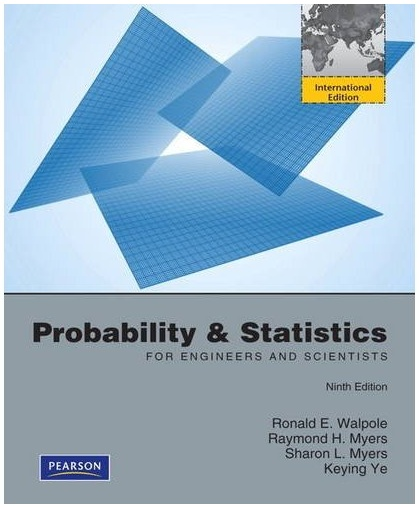 International
Edition
Probability & Statistics
FOR ENGINEERS AND SCIENTISTS
Ninth Edition
Ronald E. Walpole
Raymond H. Myers
Sharon L. Myers
Keying Ye
PEARSON